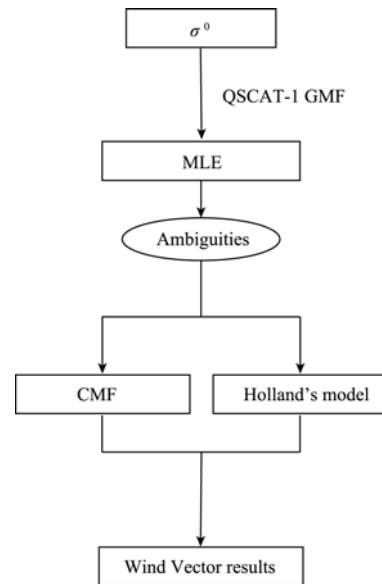 σ⁰
QSCAT-1 GMF
MLE
Ambiguities
CMF
Holland's model
Wind Vector results